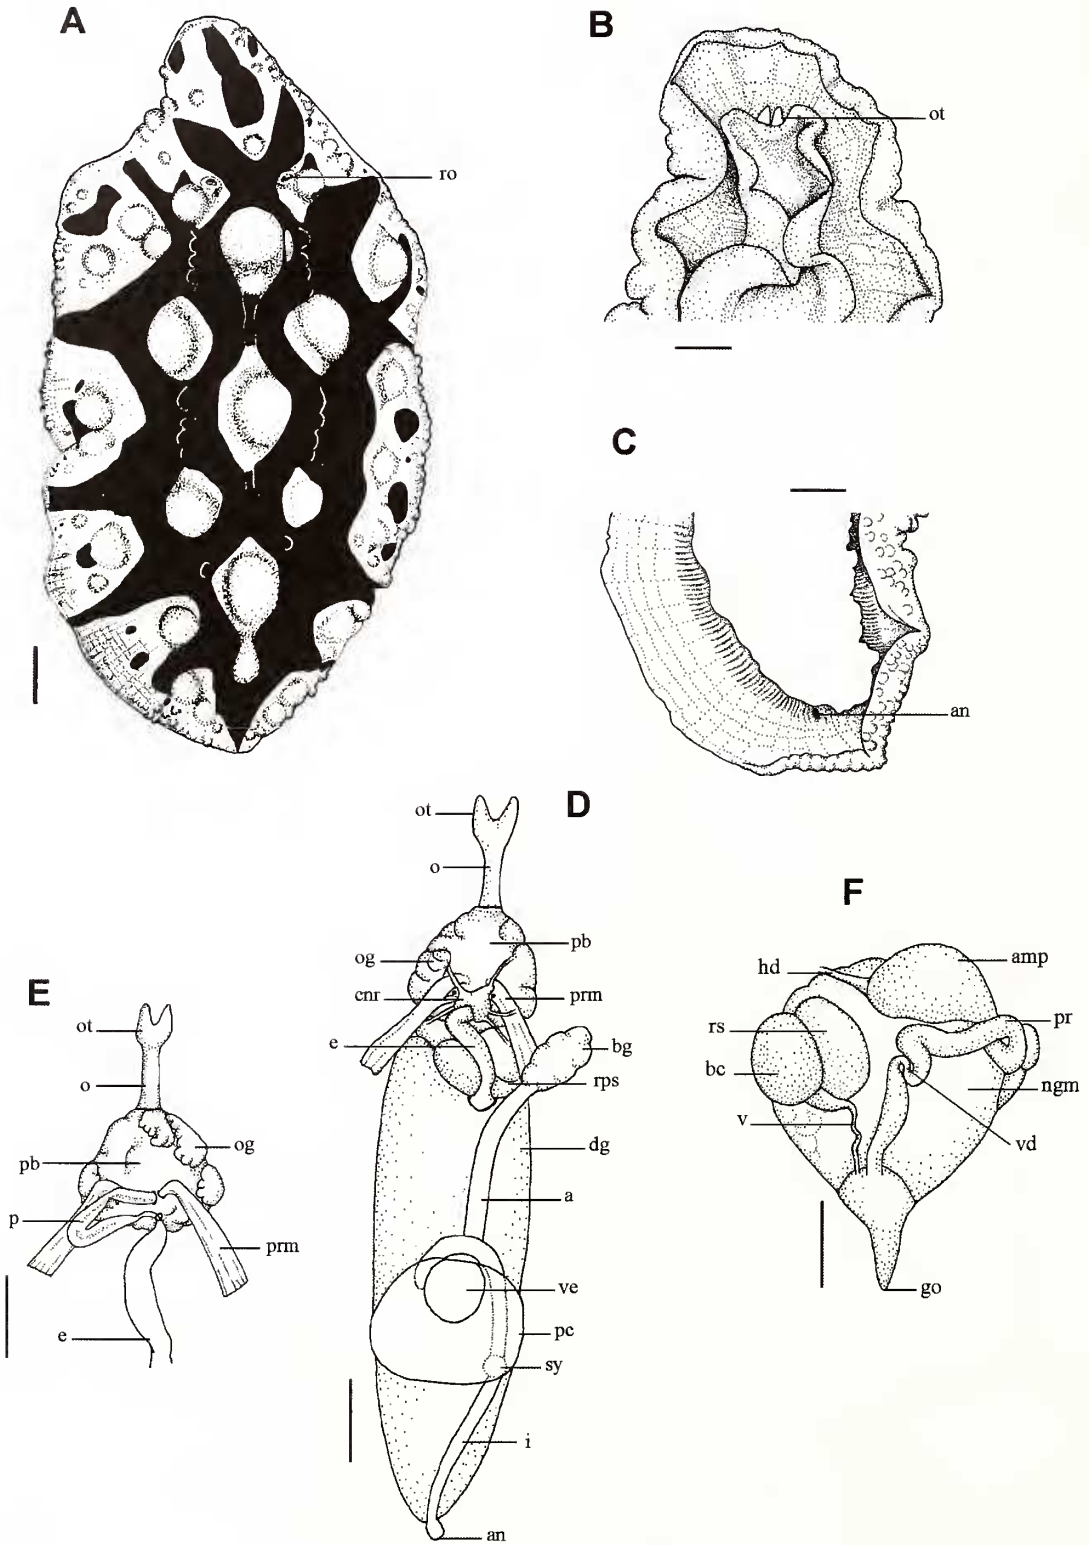 A
ro
B
ot
C
an
D
ot
o
pb
og
cnr
prm
e
bg
rps
dg
a
ve
pc
sy
i
an
E
ot
o
og
pb
p
prm
e
F
hd
amp
rs
pr
bc
ngm
v
vd
go